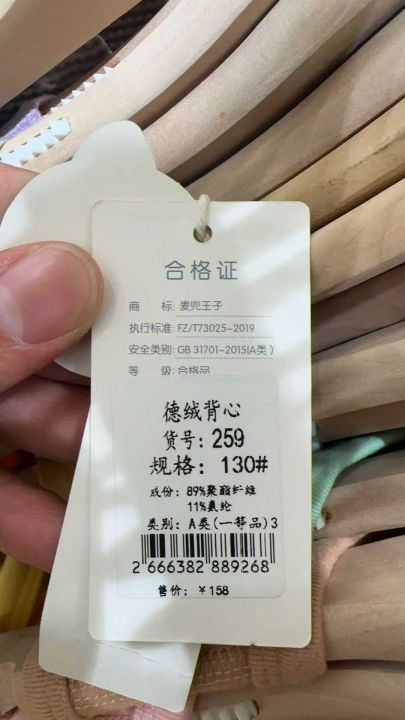 合格证
商 标: 麦兜王子
执行标准: FZ/T73025-2019
安全类别: GB 31701-2015(A类)
等 级: 合格品
德绒背心
货号: 259
规格: 130#
成份: 89%聚酯纤维
11%氨纶
类别: A类(一等品)3
2 666382 889268
售价: ¥158